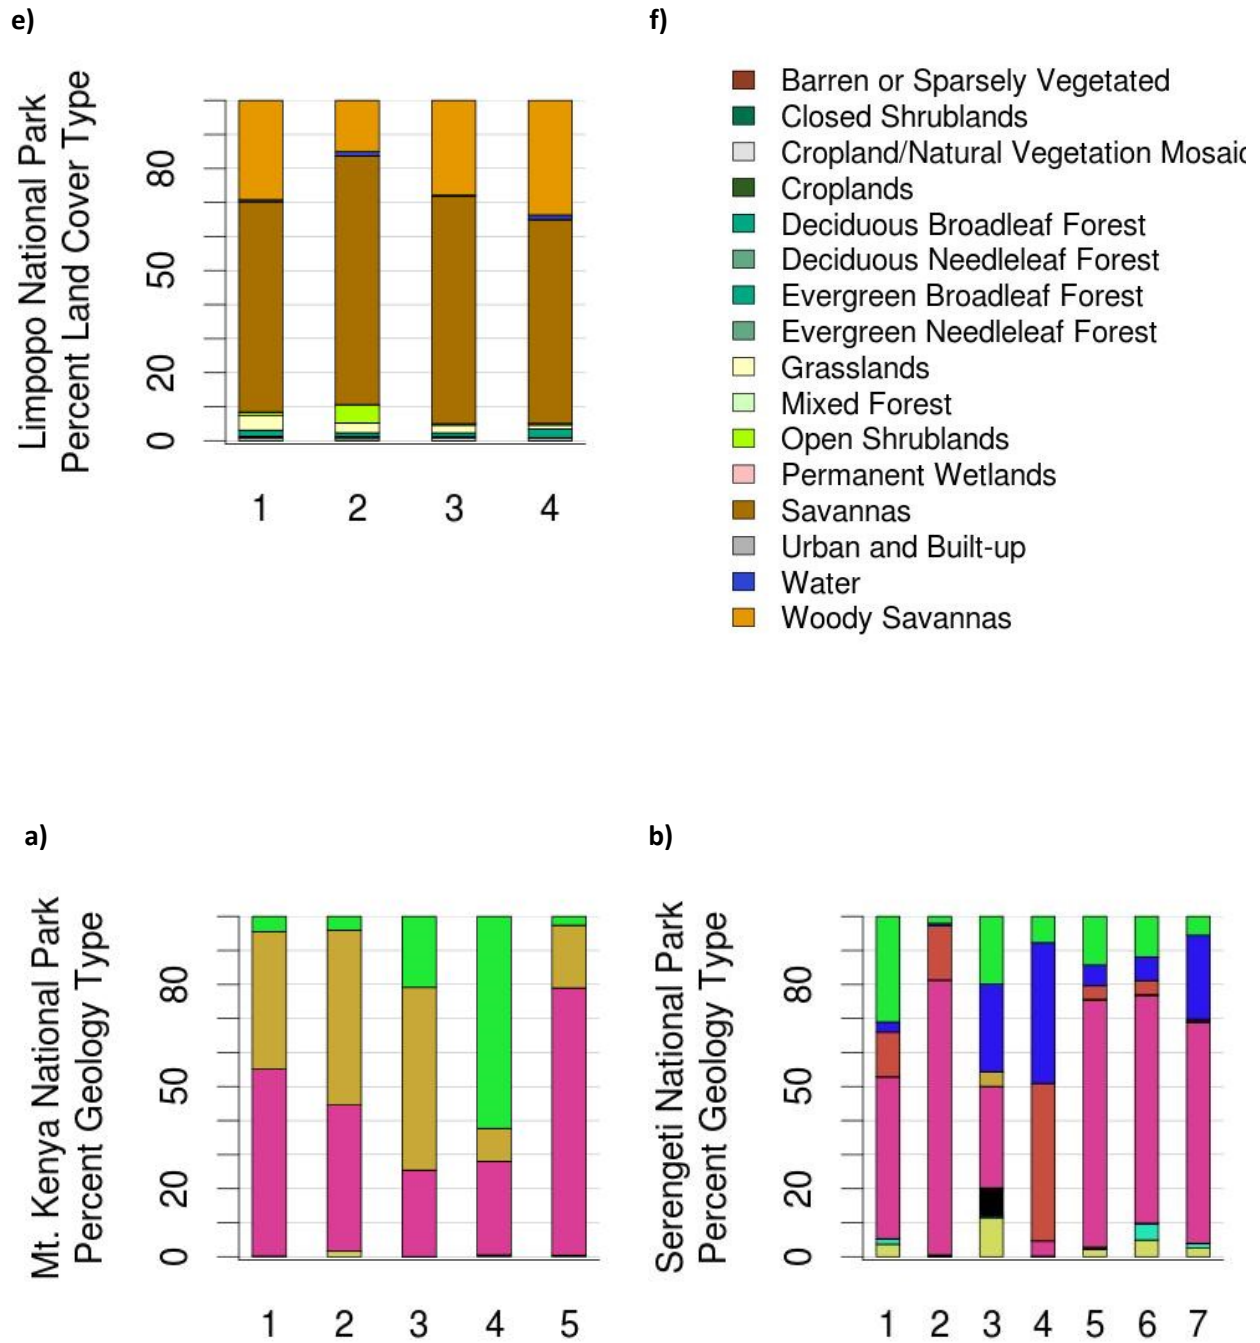 e)
Limpopo National Park
Percent Land Cover Type
80
50
20
0
1 2 3 4
f)
Barren or Sparsely Vegetated
Closed Shrublands
Cropland/Natural Vegetation Mosaic
Croplands
Deciduous Broadleaf Forest
Deciduous Needleleaf Forest
Evergreen Broadleaf Forest
Evergreen Needleleaf Forest
Grasslands
Mixed Forest
Open Shrublands
Permanent Wetlands
Savannas
Urban and Built-up
Water
Woody Savannas
a)
Mt. Kenya National Park
Percent Geology Type
80
50
20
0
1 2 3 4 5
b)
Serengeti National Park
Percent Geology Type
80
50
20
0
1 2 3 4 5 6 7